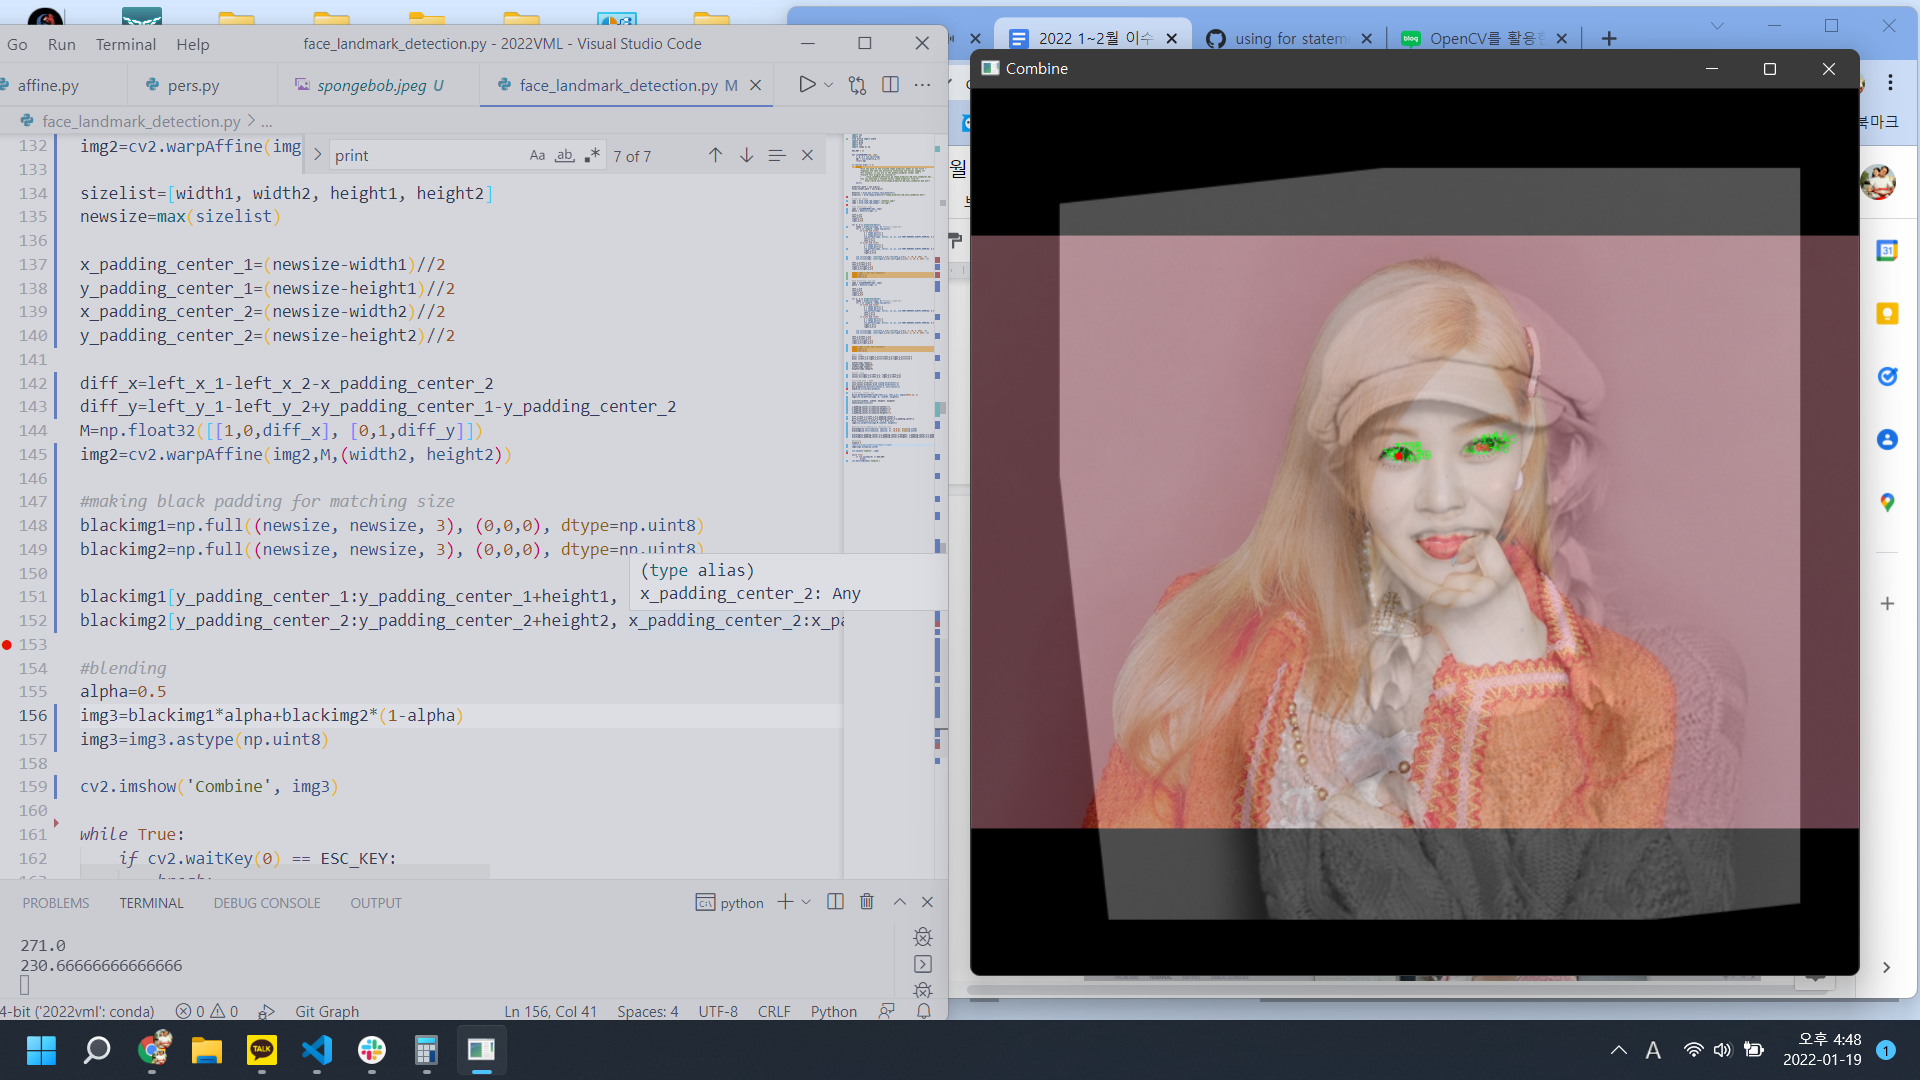 Go Run Terminal Help
face_landmark_detection.py - 2022VML - Visual Studio Code
affine.py
pers.py
spongebob.jpeg U
face_landmark_detection.py M
face_landmark_detection.py > ...
print
Aa ab
7 of 7
132 img2=cv2.warpAffine(img
133
134 sizelist=[width1, width2, height1, height2]
135 newsize=max(sizelist)
136
137 x_padding_center_1=(newsize-width1)//2
138 y_padding_center_1=(newsize-height1)//2
139 x_padding_center_2=(newsize-width2)//2
140 y_padding_center_2=(newsize-height2)//2
141
142 diff_x=left_x_1-left_x_2-x_padding_center_2
143 diff_y=left_y_1-left_y_2+y_padding_center_1-y_padding_center_2
144 M=np.float32([[1,0,diff_x], [0,1,diff_y]])
145 img2=cv2.warpAffine(img2,M,(width2, height2))
146
147 #making black padding for matching size
148 blackimg1=np.full((newsize, newsize, 3), (0,0,0), dtype=np.uint8)
149 blackimg2=np.full((newsize, newsize, 3), (0,0,0), dtype=np.uint8)
150
(type alias)
x_padding_center_2: Any
151 blackimg1[y_padding_center_1:y_padding_center_1+height1,
152 blackimg2[y_padding_center_2:y_padding_center_2+height2, x_padding_center_2:x_pa
153
154 #blending
155 alpha=0.5
156 img3=blackimg1*alpha+blackimg2*(1-alpha)
157 img3=img3.astype(np.uint8)
158
159 cv2.imshow('Combine', img3)
160
161 while True:
162 if cv2.waitKey(0) == ESC_KEY:
PROBLEMS TERMINAL DEBUG CONSOLE OUTPUT
python
271.0
230.66666666666666
4-bit ('2022vml': conda) 0 0 Git Graph
Ln 156, Col 41 Spaces: 4 UTF-8 CRLF Python
2022 1~2월 이수
using for statem
OpenCV를 활용한
Combine
북마크
월
31
TALK
A
오후 4:48
2022-01-19
1